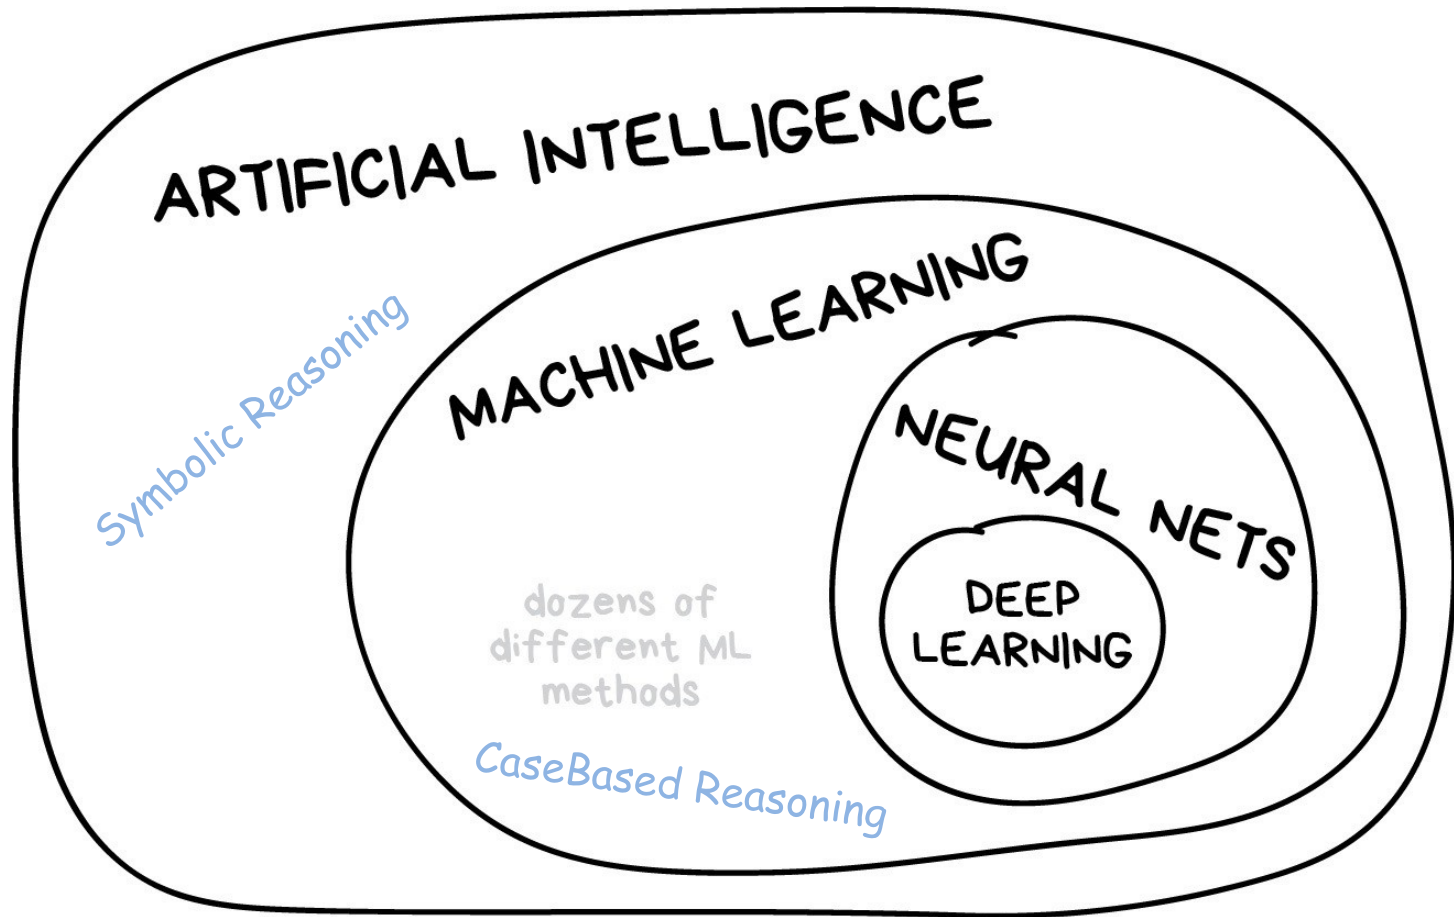 ARTIFICIAL INTELLIGENCE
MACHINE LEARNING
Symbolic Reasoning
NEURAL NETS
DEEP
LEARNING
dozens of
different ML
methods
CaseBased Reasoning